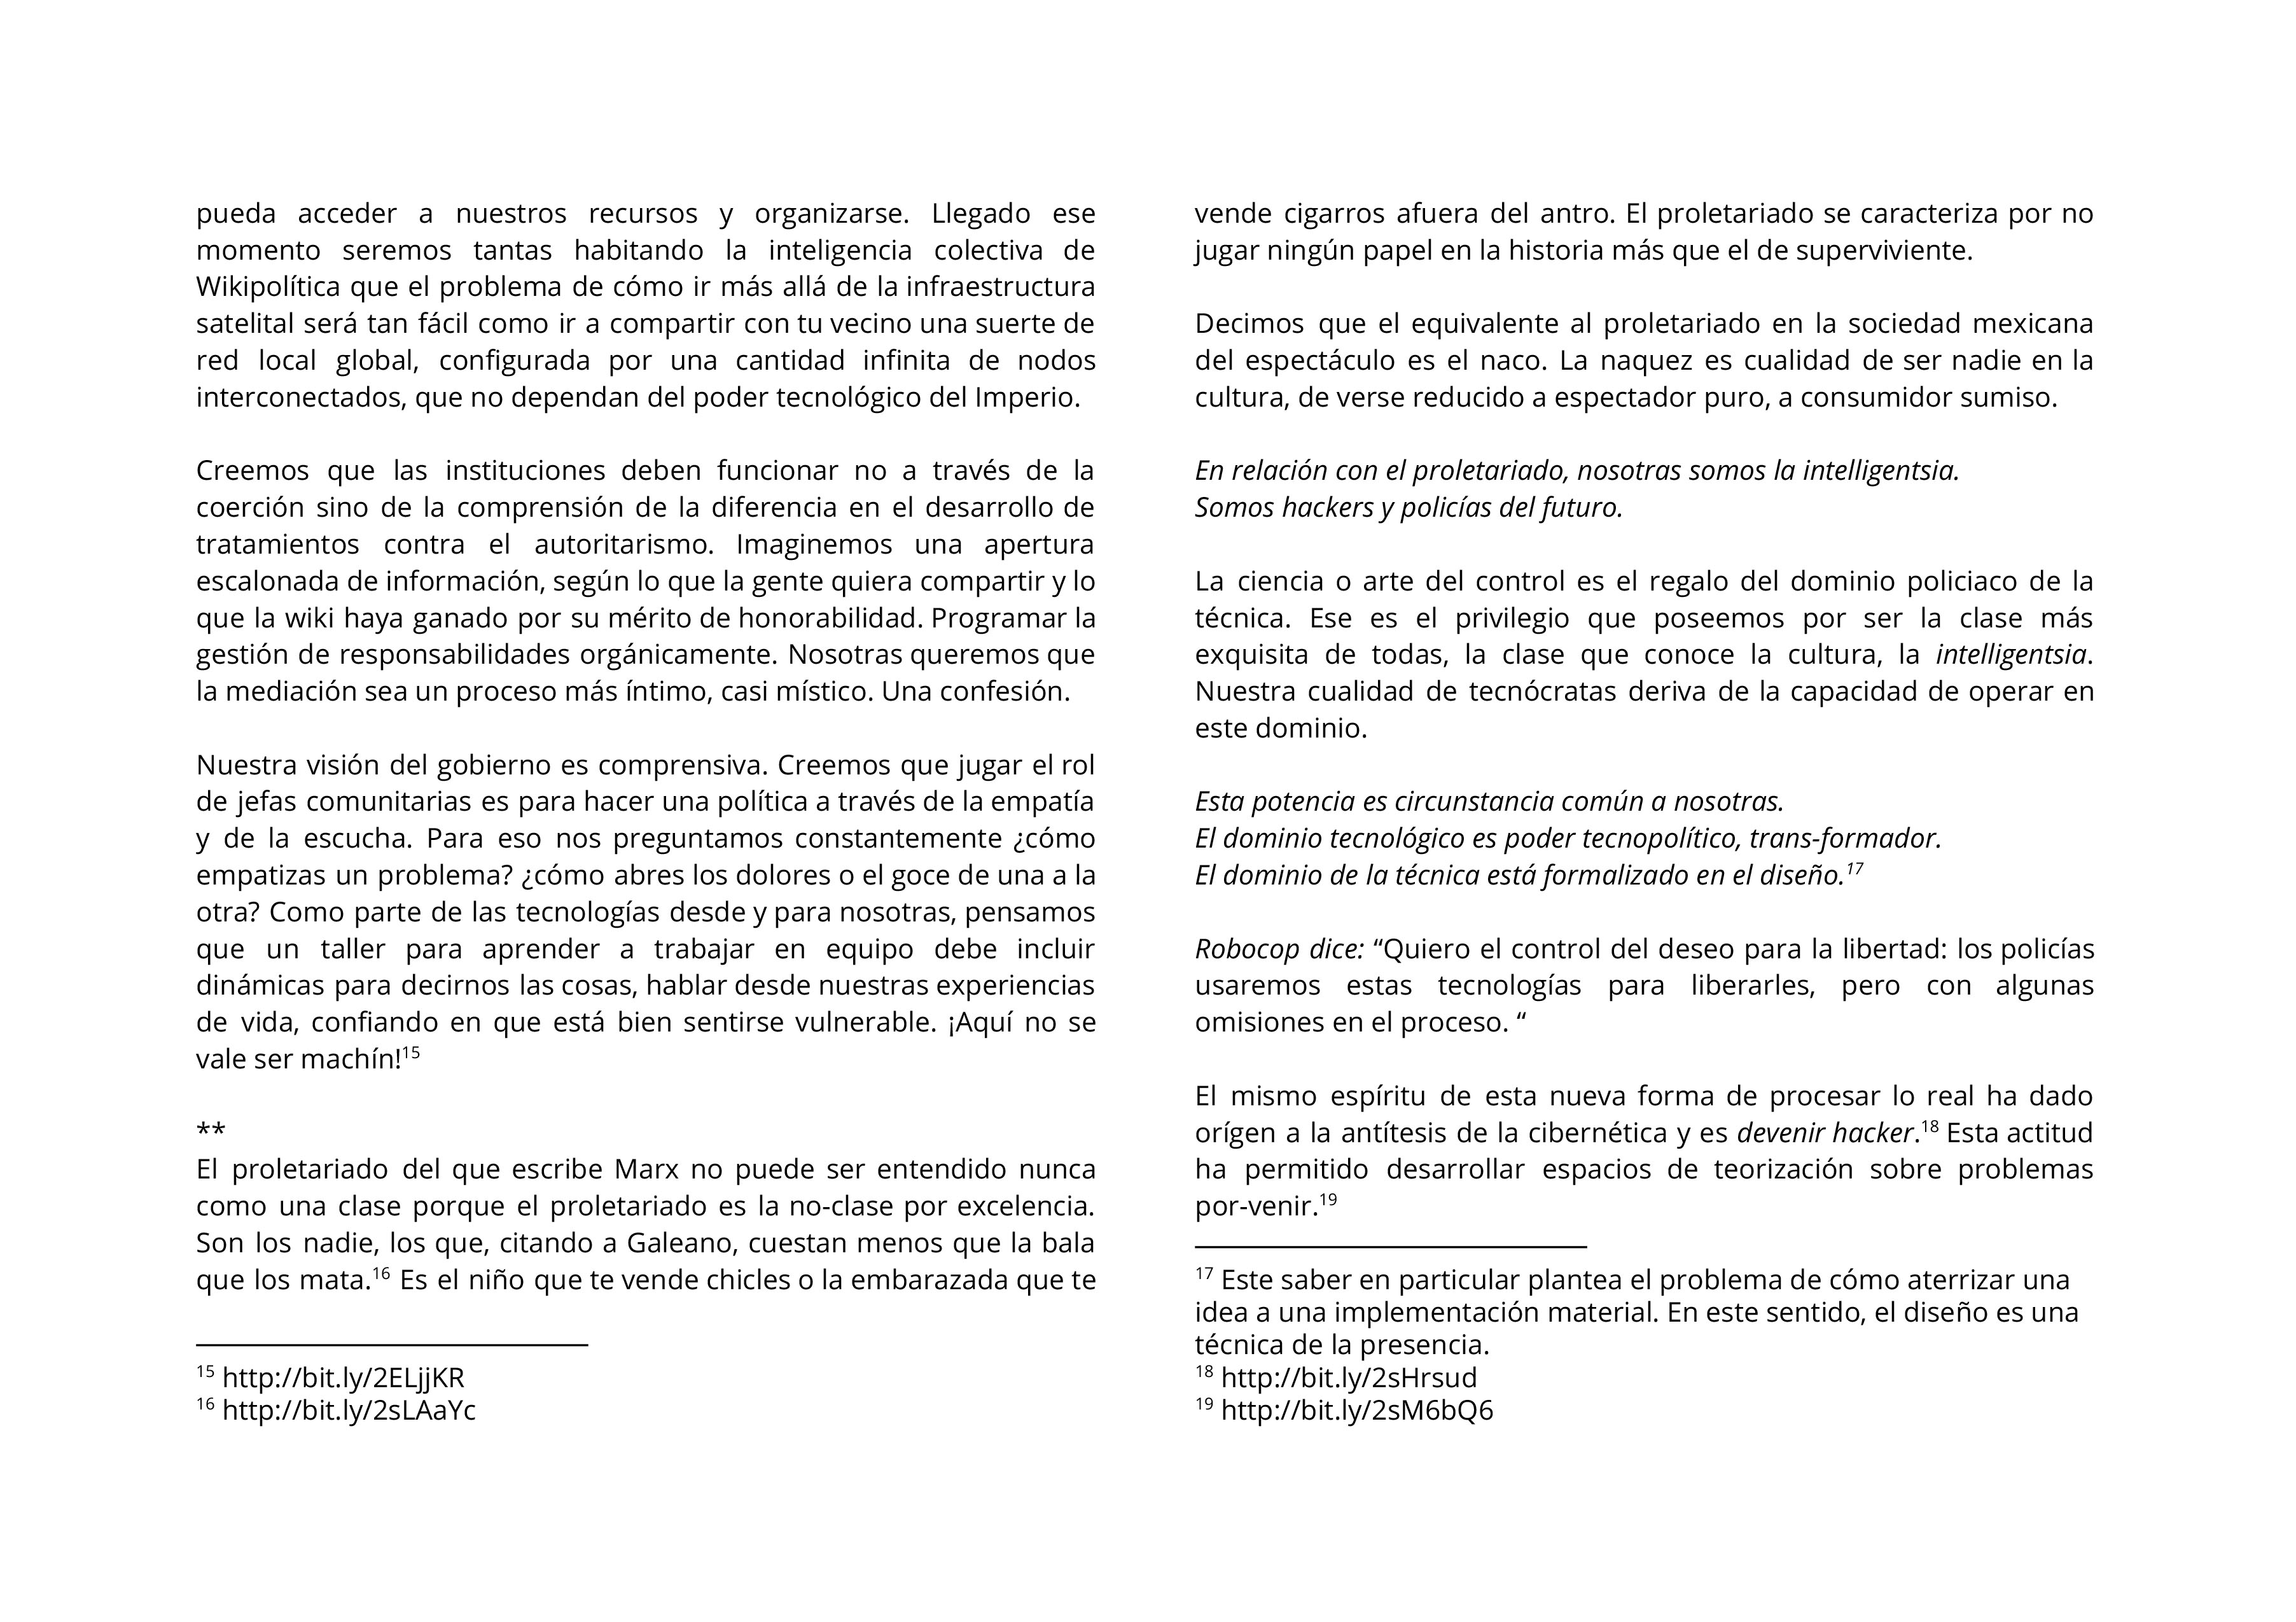 pueda acceder a nuestros recursos y organizarse. Llegado ese
momento seremos tantas habitando la inteligencia colectiva de
Wikipolítica que el problema de cómo ir más allá de la infraestructura
satelital será tan fácil como ir a compartir con tu vecino una suerte de
red local global, configurada por una cantidad infinita de nodos
interconectados, que no dependan del poder tecnológico del Imperio.

Creemos que las instituciones deben funcionar no a través de la
coerción sino de la comprensión de la diferencia en el desarrollo de
tratamientos contra el autoritarismo. Imaginemos una apertura
escalonada de información, según lo que la gente quiera compartir y lo
que la wiki haya ganado por su mérito de honorabilidad. Programar la
gestión de responsabilidades orgánicamente. Nosotras queremos que
la mediación sea un proceso más íntimo, casi místico. Una confesión.

Nuestra visión del gobierno es comprensiva. Creemos que jugar el rol
de jefas comunitarias es para hacer una política a través de la empatía
y de la escucha. Para eso nos preguntamos constantemente ¿cómo
empatizas un problema? ¿cómo abres los dolores o el goce de una a la
otra? Como parte de las tecnologías desde y para nosotras, pensamos
que un taller para aprender a trabajar en equipo debe incluir
dinámicas para decirnos las cosas, hablar desde nuestras experiencias
de vida, confiando en que está bien sentirse vulnerable. ¡Aquí no se
vale ser machín!15

**
El proletariado del que escribe Marx no puede ser entendido nunca
como una clase porque el proletariado es la no-clase por excelencia.
Son los nadie, los que, citando a Galeano, cuestan menos que la bala
que los mata.16 Es el niño que te vende chicles o la embarazada que te

15 http://bit.ly/2ELjjKR
16 http://bit.ly/2sLAaYc

vende cigarros afuera del antro. El proletariado se caracteriza por no
jugar ningún papel en la historia más que el de superviviente.

Decimos que el equivalente al proletariado en la sociedad mexicana
del espectáculo es el naco. La naquez es cualidad de ser nadie en la
cultura, de verse reducido a espectador puro, a consumidor sumiso.

En relación con el proletariado, nosotras somos la intelligentsia.
Somos hackers y policías del futuro.

La ciencia o arte del control es el regalo del dominio policiaco de la
técnica. Ese es el privilegio que poseemos por ser la clase más
exquisita de todas, la clase que conoce la cultura, la intelligentsia.
Nuestra cualidad de tecnócratas deriva de la capacidad de operar en
este dominio.

Esta potencia es circunstancia común a nosotras.
El dominio tecnológico es poder tecnopolítico, trans-formador.
El dominio de la técnica está formalizado en el diseño.17

Robocop dice: “Quiero el control del deseo para la libertad: los policías
usaremos estas tecnologías para liberarles, pero con algunas
omisiones en el proceso. “

El mismo espíritu de esta nueva forma de procesar lo real ha dado
orígen a la antítesis de la cibernética y es devenir hacker.18 Esta actitud
ha permitido desarrollar espacios de teorización sobre problemas
por-venir.19

17 Este saber en particular plantea el problema de cómo aterrizar una
idea a una implementación material. En este sentido, el diseño es una
técnica de la presencia.
18 http://bit.ly/2sHrsud
19 http://bit.ly/2sM6bQ6